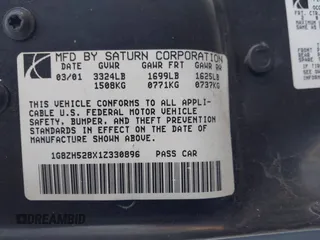 MFD BY SATURN CORPORATION
DATE GVWR GAWR FRT GAWR RR
03/01 3324LB 1699LB 1625LB
1508KG 0771KG 0737KG
THIS VEHICLE CONFORMS TO ALL APPLI-
CABLE U.S. FEDERAL MOTOR VEHICLE
SAFETY, BUMPER, AND THEFT PREVENTION
STANDARDS IN EFFECT ON THE DATE OF
MANUFACTURE SHOWN ABOVE.
1G8ZH528X1Z330896 PASS CAR
DREAMBID